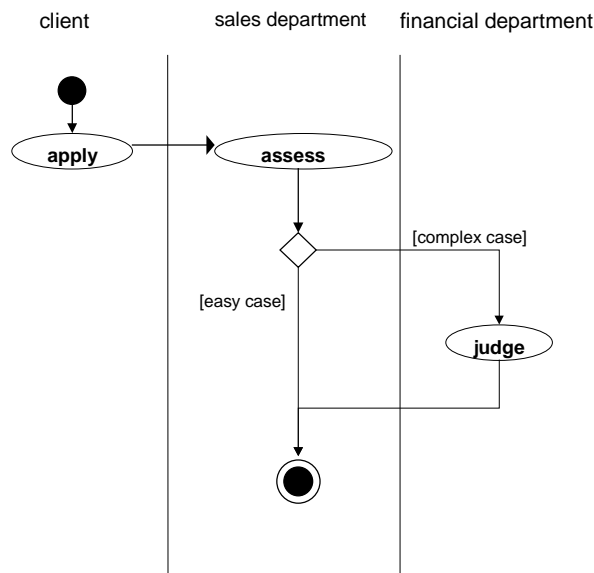 client
sales department
financial department
apply
assess
[complex case]
[easy case]
judge